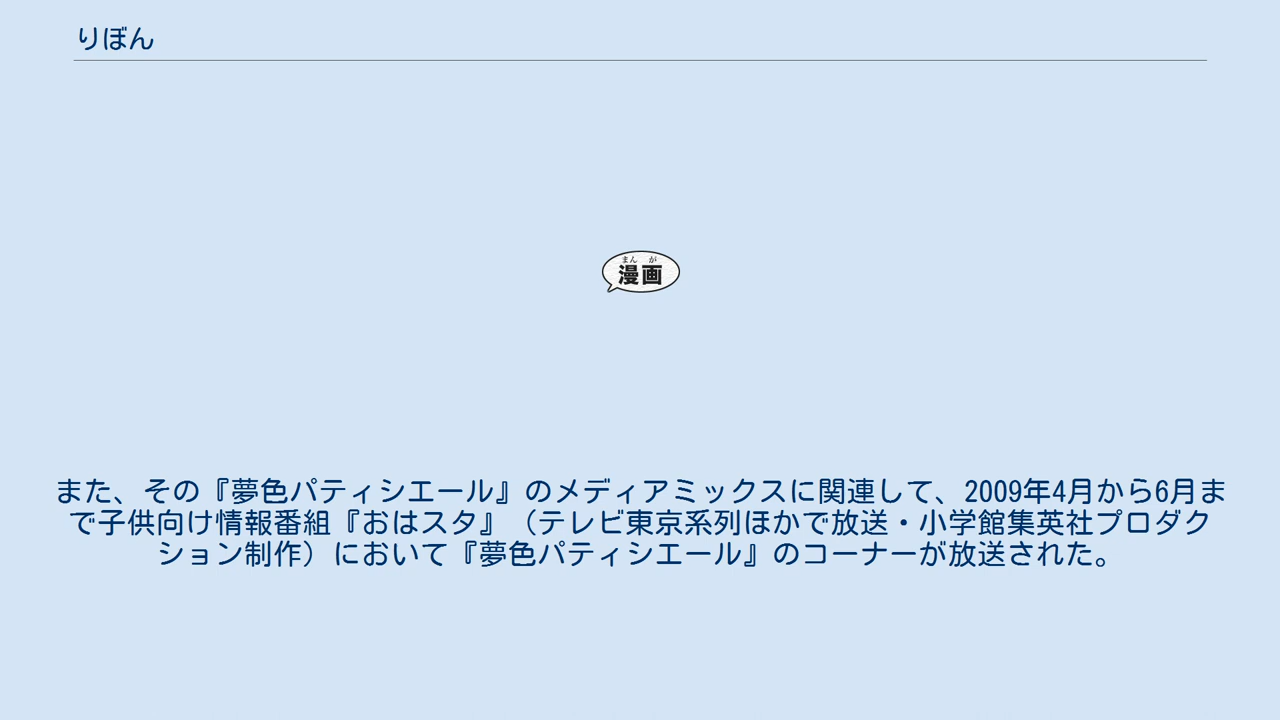 りぼん
まん が
漫画
また、その『夢色パティシエール』のメディアミックスに関連して、2009年4月から6月ま
で子供向け情報番組『おはスタ』（テレビ東京系列ほかで放送・小学館集英社プロダク
ション制作）において『夢色パティシエール』のコーナーが放送された。